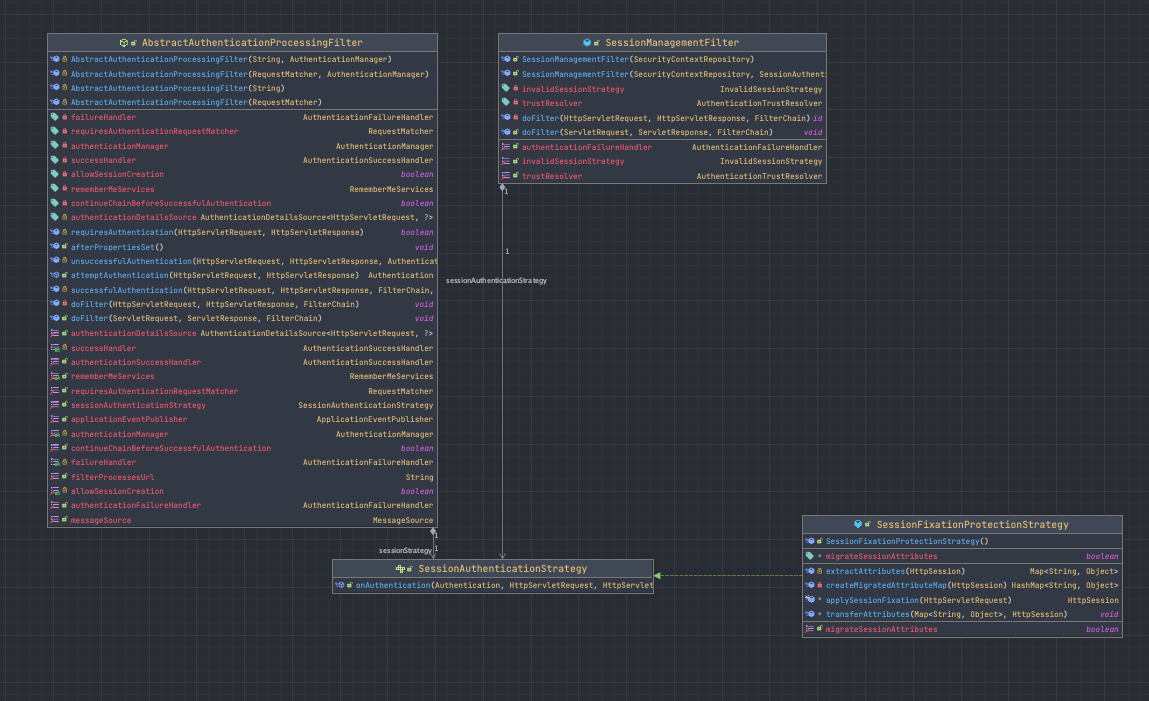 AbstractAuthenticationProcessingFilter
AbstractAuthenticationProcessingFilter(String, AuthenticationManager)
AbstractAuthenticationProcessingFilter(RequestMatcher, AuthenticationManager)
AbstractAuthenticationProcessingFilter(String)
AbstractAuthenticationProcessingFilter(RequestMatcher)
failureHandler AuthenticationFailureHandler
requiresAuthenticationRequestMatcher RequestMatcher
authenticationManager AuthenticationManager
successHandler AuthenticationSuccessHandler
allowSessionCreation boolean
rememberMeServices RememberMeServices
continueChainBeforeSuccessfulAuthentication boolean
authenticationDetailsSource AuthenticationDetailsSource<HttpServletRequest, ?>
requiresAuthentication(HttpServletRequest, HttpServletResponse) boolean
afterPropertiesSet() void
unsuccessfulAuthentication(HttpServletRequest, HttpServletResponse, Authenticat
attemptAuthentication(HttpServletRequest, HttpServletResponse) Authentication
successfulAuthentication(HttpServletRequest, HttpServletResponse, FilterChain,
doFilter(HttpServletRequest, HttpServletResponse, FilterChain) void
doFilter(ServletRequest, ServletResponse, FilterChain) void
authenticationDetailsSource AuthenticationDetailsSource<HttpServletRequest, ?>
successHandler AuthenticationSuccessHandler
authenticationSuccessHandler AuthenticationSuccessHandler
rememberMeServices RememberMeServices
requiresAuthenticationRequestMatcher RequestMatcher
sessionAuthenticationStrategy SessionAuthenticationStrategy
applicationEventPublisher ApplicationEventPublisher
authenticationManager AuthenticationManager
continueChainBeforeSuccessfulAuthentication boolean
failureHandler AuthenticationFailureHandler
filterProcessesUrl String
allowSessionCreation boolean
authenticationFailureHandler AuthenticationFailureHandler
messageSource MessageSource
SessionManagementFilter
SessionManagementFilter(SecurityContextRepository)
SessionManagementFilter(SecurityContextRepository, SessionAuthent
invalidSessionStrategy InvalidSessionStrategy
trustResolver AuthenticationTrustResolver
doFilter(HttpServletRequest, HttpServletResponse, FilterChain) id
doFilter(ServletRequest, ServletResponse, FilterChain) void
authenticationFailureHandler AuthenticationFailureHandler
invalidSessionStrategy InvalidSessionStrategy
trustResolver AuthenticationTrustResolver
1
1
sessionAuthenticationStrategy
1
sessionStrategy 1
SessionAuthenticationStrategy
onAuthentication(Authentication, HttpServletRequest, HttpServlet
SessionFixationProtectionStrategy
SessionFixationProtectionStrategy()
migrateSessionAttributes boolean
extractAttributes(HttpSession) Map<String, Object>
createMigratedAttributeMap(HttpSession) HashMap<String, Object>
applySessionFixation(HttpServletRequest) HttpSession
transferAttributes(Map<String, Object>, HttpSession) void
migrateSessionAttributes boolean